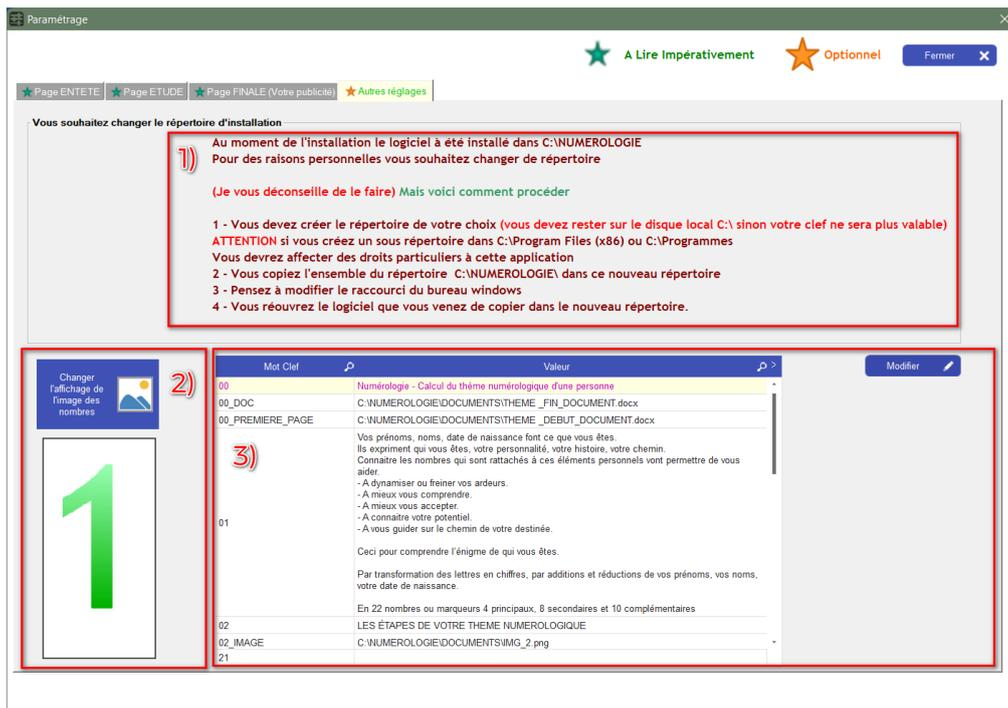 Paramétrage
A Lire Impérativement
Optionnel
Fermer
Page ENTETE
Page ETUDE
Page FINALE (Votre publicité)
Autres réglages
Vous souhaitez changer le répertoire d'installation
1)
Au moment de l'installation le logiciel à été installé dans C:\NUMEROLOGIE
Pour des raisons personnelles vous souhaitez changer de répertoire
(Je vous déconseille de le faire) Mais voici comment procéder
1 - Vous devez créer le répertoire de votre choix (vous devez rester sur le disque local C:\ sinon votre clef ne sera plus valable)
ATTENTION si vous créez un sous répertoire dans C:\Program Files (x86) ou C:\Programmes
Vous devrez affecter des droits particuliers à cette application
2 - Vous copiez l'ensemble du répertoire C:\NUMEROLOGIE\ dans ce nouveau répertoire
3 - Pensez à modifier le raccourci du bureau windows
4 - Vous réouvrez le logiciel que vous venez de copier dans le nouveau répertoire.
Changer
l'affichage de
l'image des
nombres
2)
1
Mot Clef
Valeur
Modifier
00
Numérologie - Calcul du thème numérologique d'une personne
00_DOC
C:\NUMEROLOGIE\DOCUMENTS\THEME _FIN_DOCUMENT.docx
00_PREMIERE_PAGE
C:\NUMEROLOGIE\DOCUMENTS\THEME _DEBUT_DOCUMENT.docx
3)
01
Vos prénoms, noms, date de naissance font ce que vous êtes.
Ils expriment qui vous êtes, votre personnalité, votre histoire, votre chemin.
Connaitre les nombres qui sont rattachés à ces éléments personnels vont permettre de vous
aider.
- A dynamiser ou freiner vos ardeurs.
- A mieux vous comprendre.
- A mieux vous accepter.
- A connaitre votre potentiel.
- A vous guider sur le chemin de votre destinée.
Ceci pour comprendre l'énigme de qui vous êtes.
Par transformation des lettres en chiffres, par additions et réductions de vos prénoms, vos noms,
votre date de naissance.
En 22 nombres ou marqueurs 4 principaux, 8 secondaires et 10 complémentaires
02
LES ÉTAPES DE VOTRE THEME NUMEROLOGIQUE
02_IMAGE
C:\NUMEROLOGIE\DOCUMENTS\IMG_2.png
21